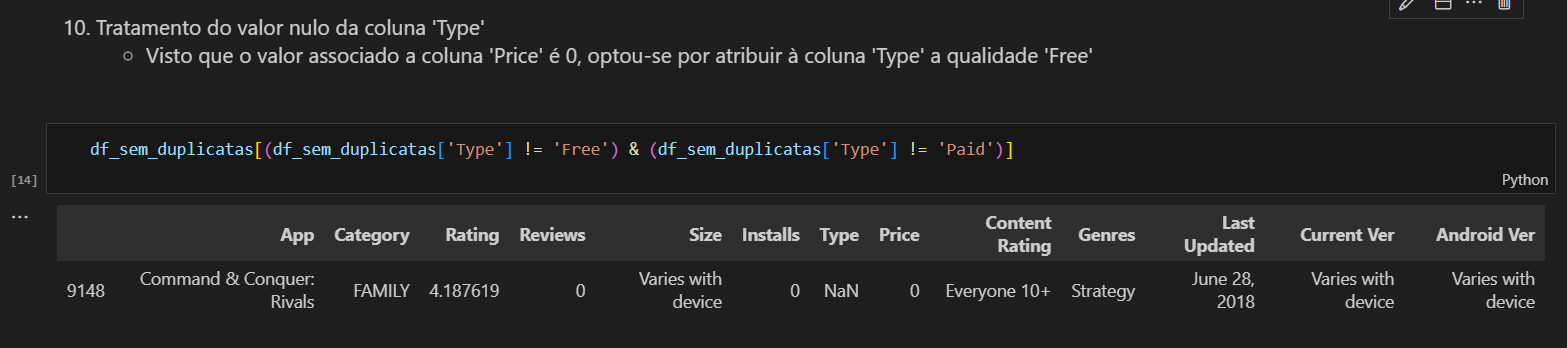 10. Tratamento do valor nulo da coluna 'Type'
○ Visto que o valor associado a coluna 'Price' é 0, optou-se por atribuir à coluna 'Type' a qualidade 'Free'
df_sem_duplicatas[(df_sem_duplicatas['Type'] != 'Free') & (df_sem_duplicatas['Type'] != 'Paid')]
[14]
Python
...
App Category Rating Reviews Size Installs Type Price Content Rating Genres Last Updated Current Ver Android Ver
9148 Command & Conquer: Rivals FAMILY 4.187619 0 Varies with device 0 NaN 0 Everyone 10+ Strategy June 28, 2018 Varies with device Varies with device